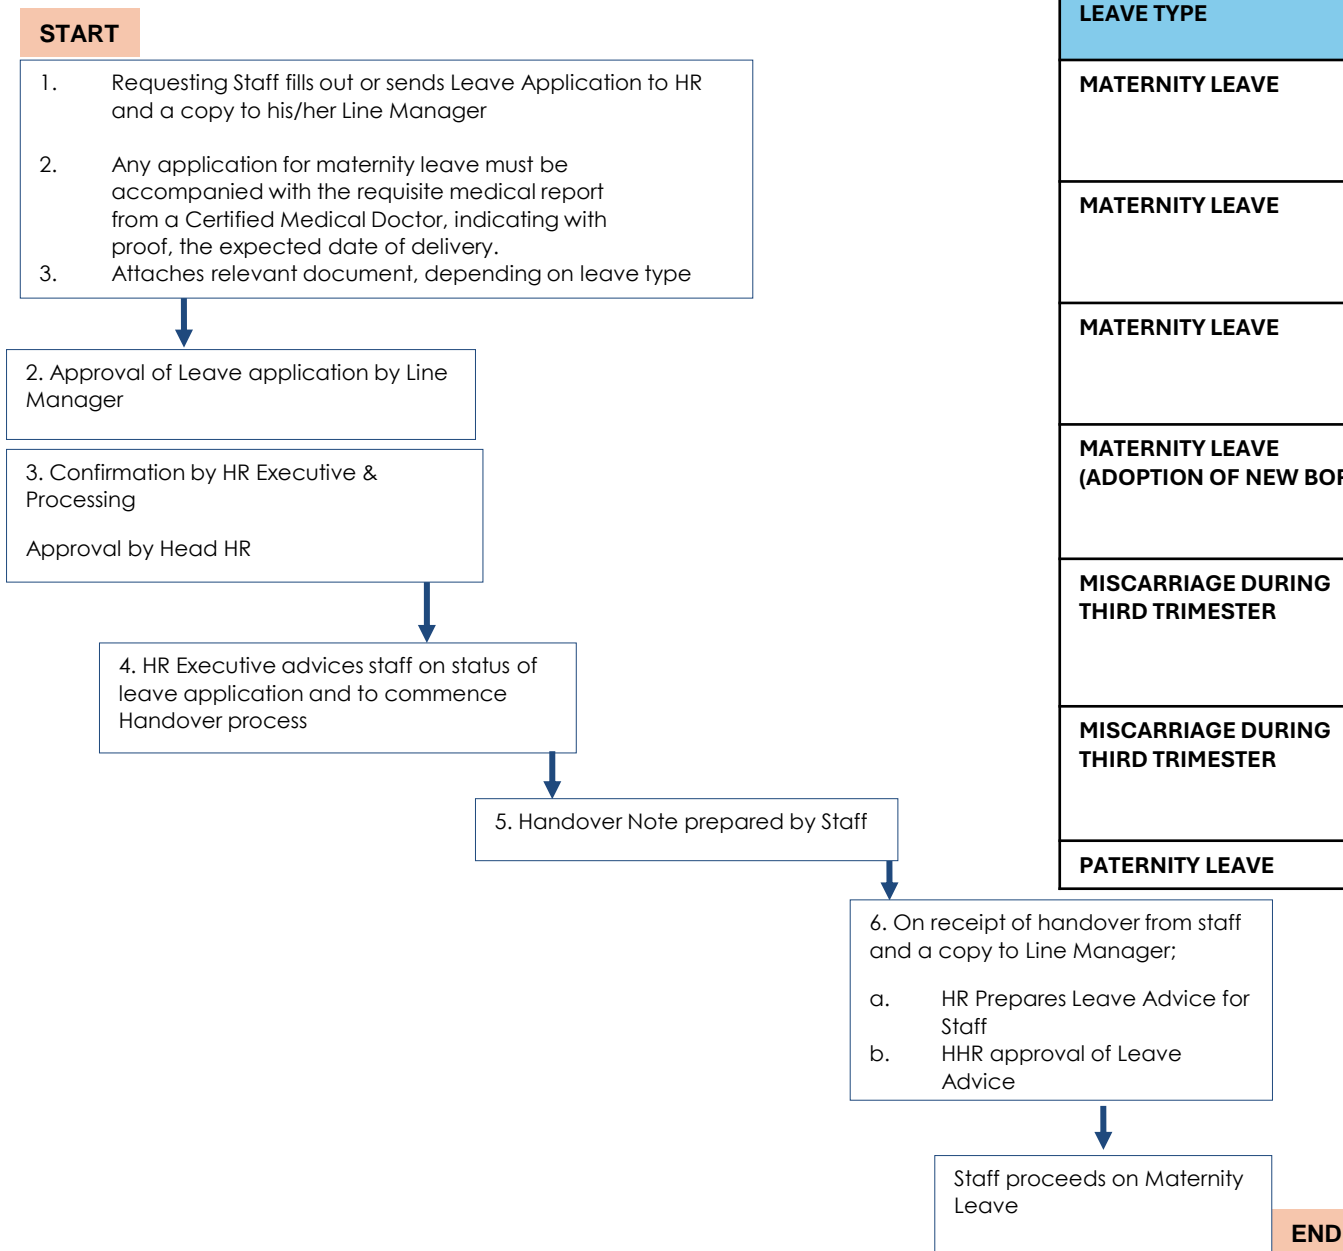 START
1. Requesting Staff fills out or sends Leave Application to HR
and a copy to his/her Line Manager
2. Any application for maternity leave must be
accompanied with the requisite medical report
from a Certified Medical Doctor, indicating with
proof, the expected date of delivery.
3. Attaches relevant document, depending on leave type
2. Approval of Leave application by Line
Manager
3. Confirmation by HR Executive &
Processing
Approval by Head HR
4. HR Executive advices staff on status of
leave application and to commence
Handover process
5. Handover Note prepared by Staff
6. On receipt of handover from staff
and a copy to Line Manager;
a. HR Prepares Leave Advice for
Staff
b. HHR approval of Leave
Advice
Staff proceeds on Maternity
Leave
END
LEAVE TYPE
MATERNITY LEAVE
MATERNITY LEAVE
MATERNITY LEAVE
MATERNITY LEAVE
(ADOPTION OF NEW
MISCARRIAGE DURING
THIRD TRIMESTER
MISCARRIAGE DURING
THIRD TRIMESTER
PATERNITY LEAVE